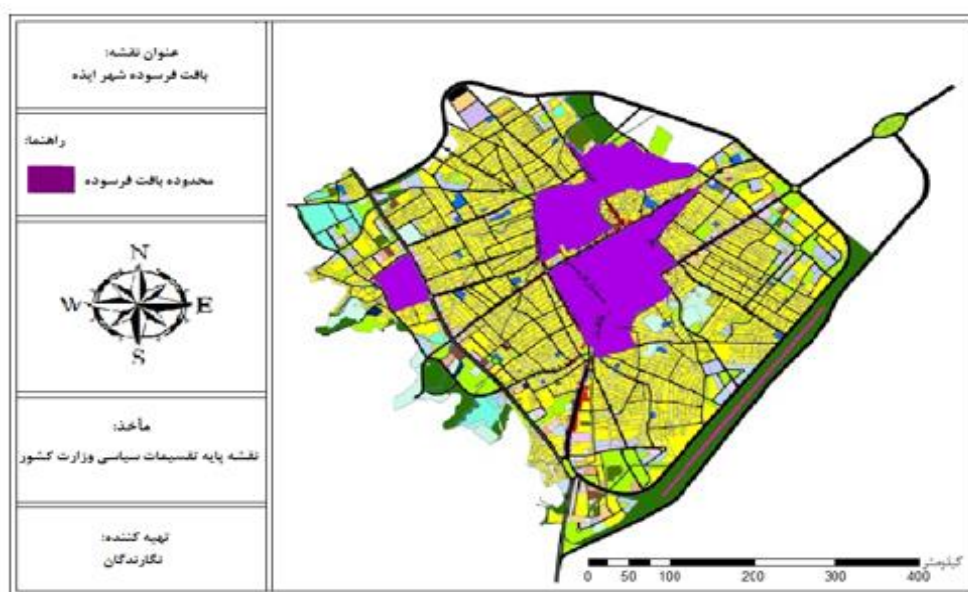 عنوان نقشه:
بافت فرسوده شهر ایذه
راهنما:
محدوده بافت فرسوده
N
W E
S
مأخذ:
نقشه پایه تقسیمات سیاسی وزارت کشور
تهیه کننده:
نگارندگان
کیلومتر
0 50 100 200 300 400